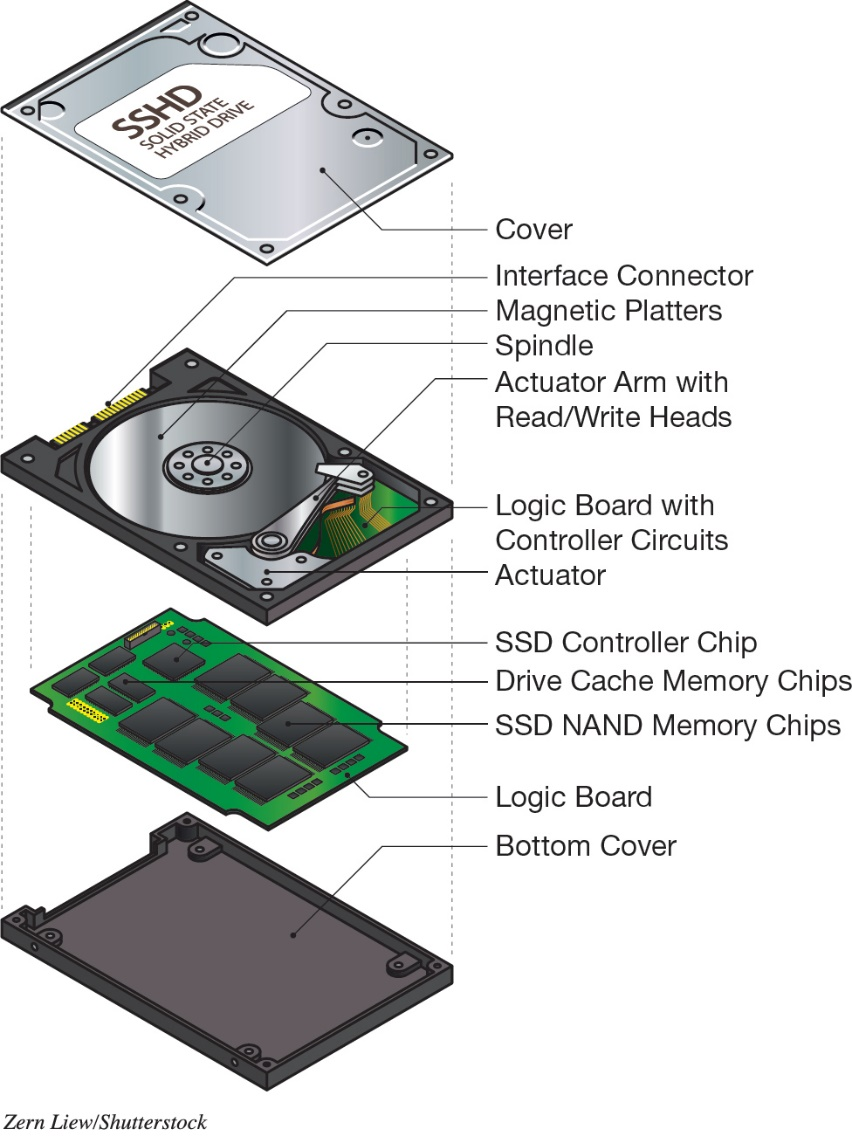 SSHD
SOLID STATE
HYBRID DRIVE
Cover
Interface Connector
Magnetic Platters
Spindle
Actuator Arm with
Read/Write Heads
Logic Board with
Controller Circuits
Actuator
SSD Controller Chip
Drive Cache Memory Chips
SSD NAND Memory Chips
Logic Board
Bottom Cover
Zern Liew/Shutterstock